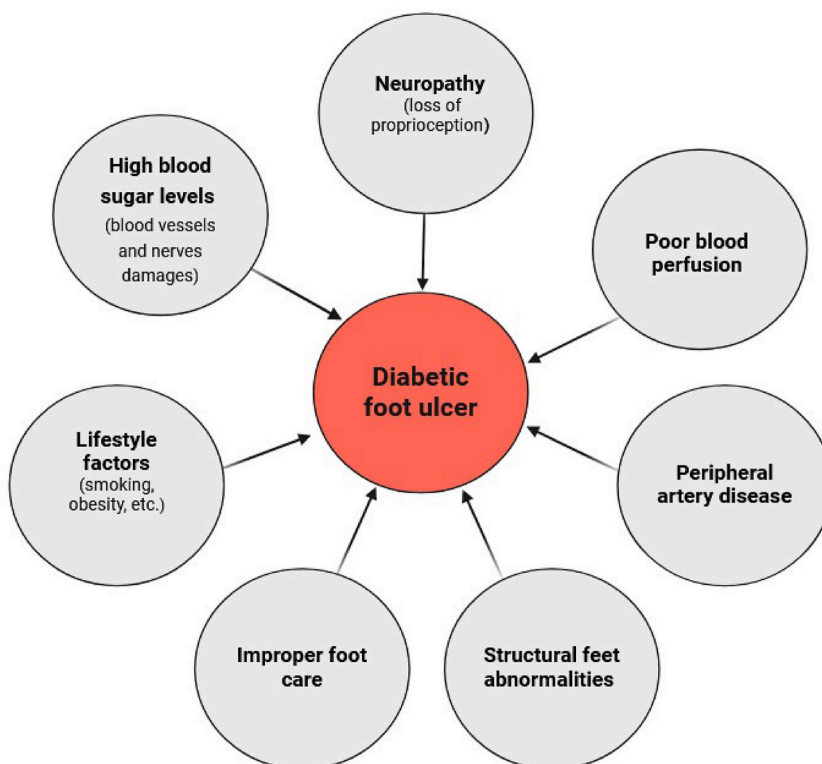 Neuropathy
(loss of
proprioception)
High blood
sugar levels
(blood vessels
and nerves
damages)
Poor blood
perfusion
Diabetic
foot ulcer
Lifestyle
factors
(smoking,
obesity, etc.)
Peripheral
artery disease
Improper foot
care
Structural feet
abnormalities